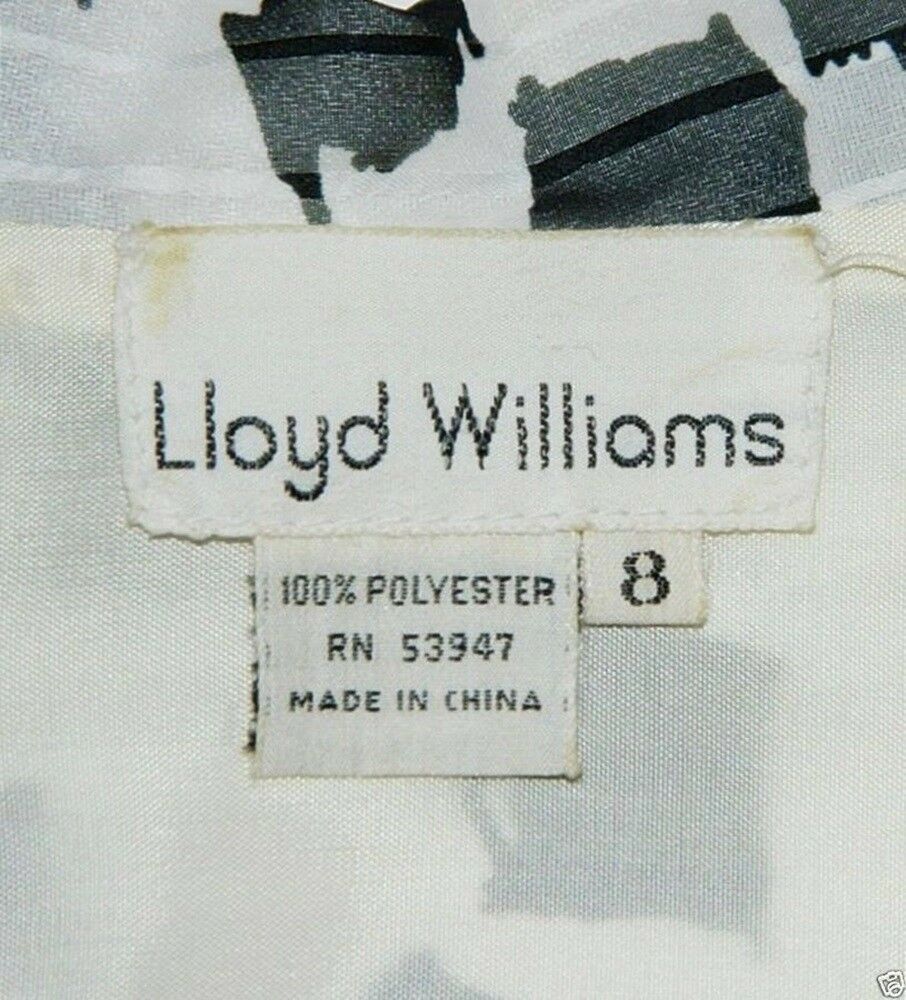 Lloyd Williams
8
100% POLYESTER
RN 53947
MADE IN CHINA